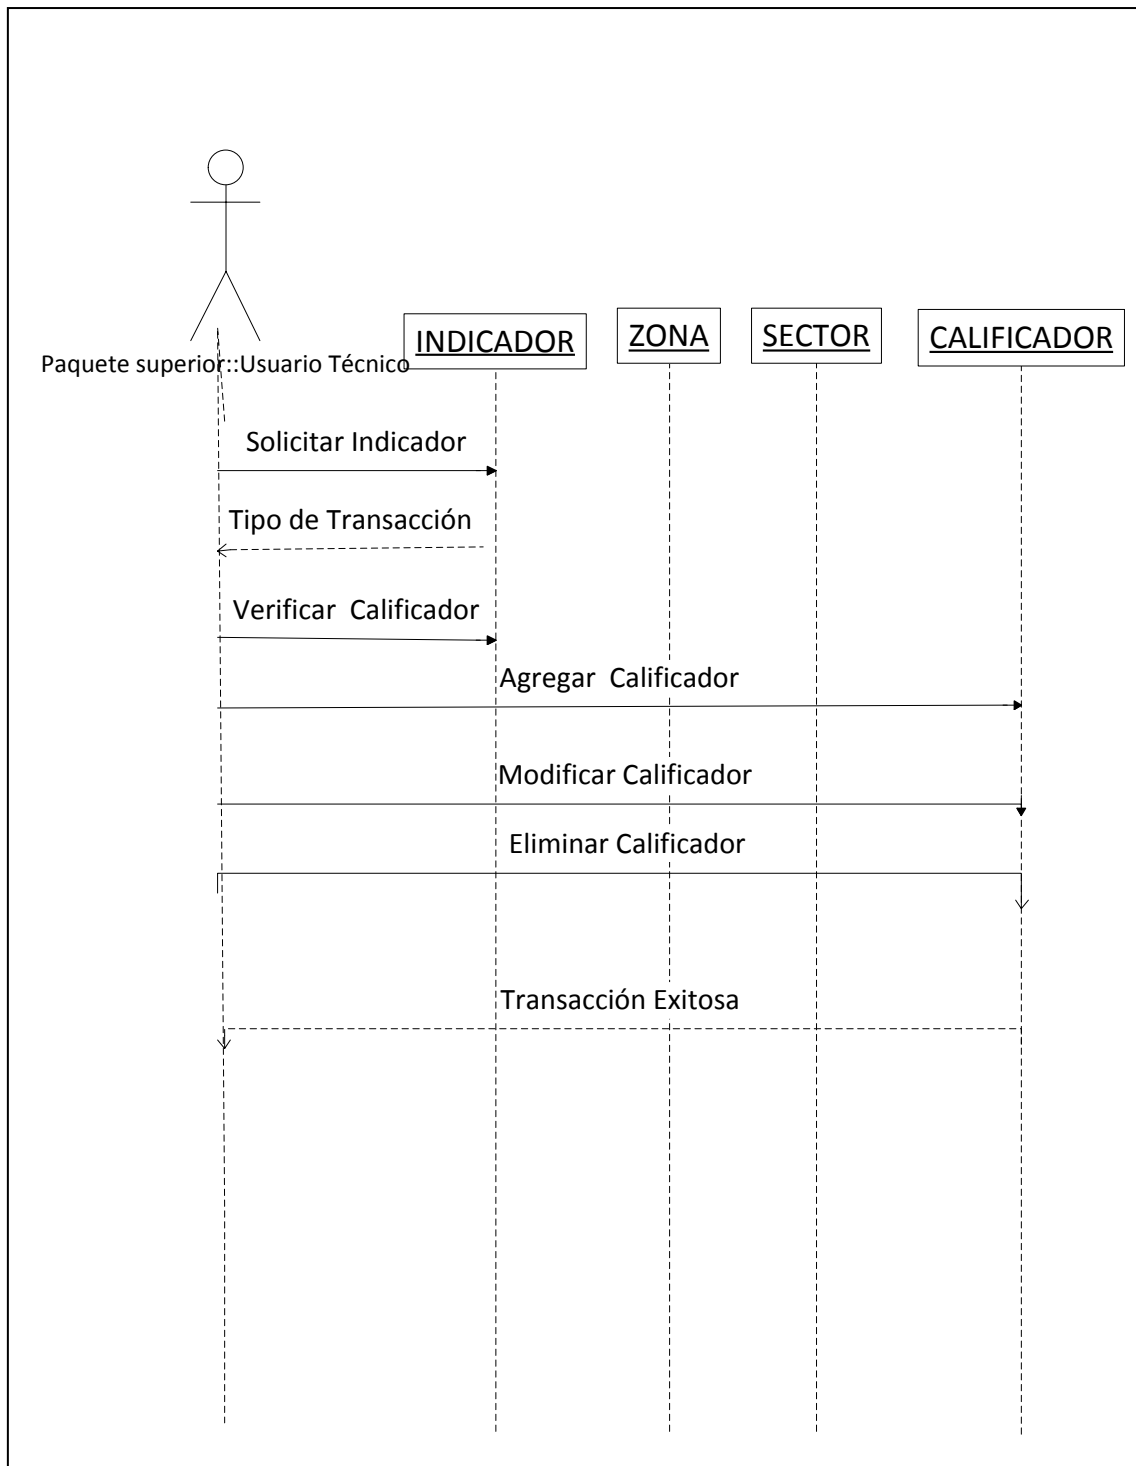 INDICADOR
ZONA
SECTOR
CALIFICADOR
Paquete superior::Usuario Técnico
Solicitar Indicador
Tipo de Transacción
Verificar  Calificador
Agregar  Calificador
Modificar Calificador
Eliminar Calificador
Transacción Exitosa